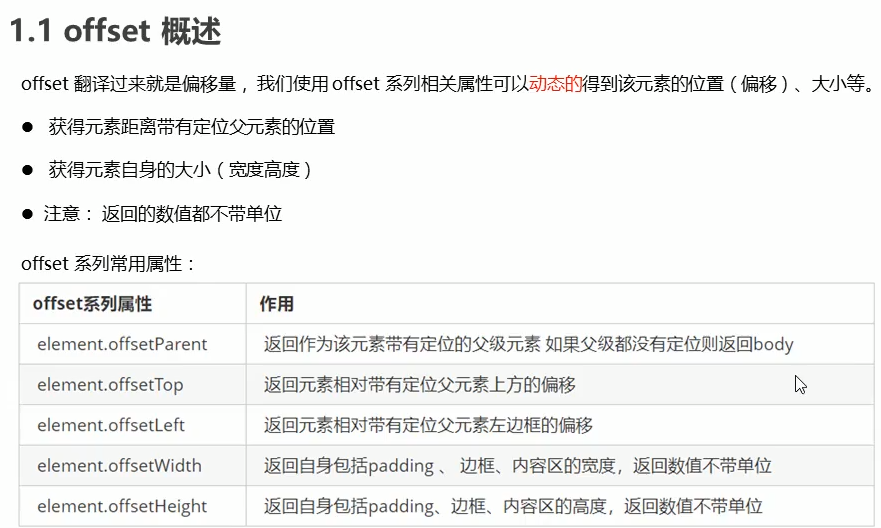 1.1 offset 概述
offset 翻译过来就是偏移量，我们使用 offset 系列相关属性可以动态的得到该元素的位置（偏移）、大小等。
● 获得元素距离带有定位父元素的位置
● 获得元素自身的大小（宽度高度）
● 注意：返回的数值都不带单位
offset 系列常用属性：
offset系列属性 作用
element.offsetParent 返回作为该元素带有定位的父级元素 如果父级都没有定位则返回body
element.offsetTop 返回元素相对带有定位父元素上方的偏移
element.offsetLeft 返回元素相对带有定位父元素左边框的偏移
element.offsetWidth 返回自身包括padding 、 边框、内容区的宽度，返回数值不带单位
element.offsetHeight 返回自身包括padding、边框、内容区的高度，返回数值不带单位